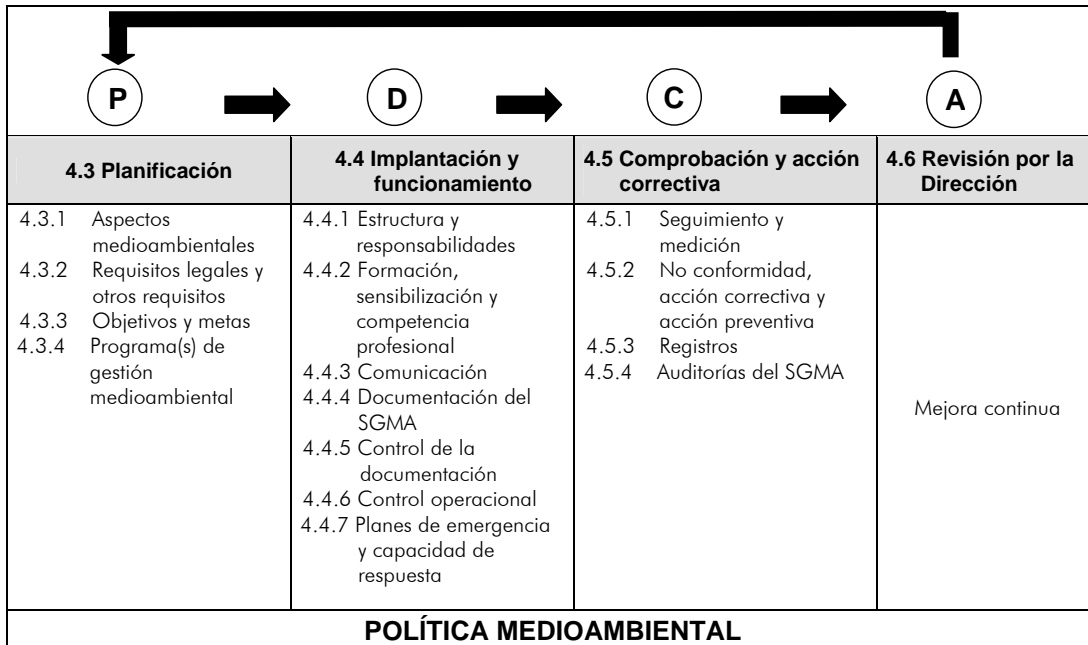 P
D
C
A
4.3 Planificación
4.4 Implantación y
funcionamiento
4.5 Comprobación y acción
correctiva
4.6 Revisión por la
Dirección
4.3.1 Aspectos
medioambientales
4.3.2 Requisitos legales y
otros requisitos
4.3.3 Objetivos y metas
4.3.4 Programa(s) de
gestión
medioambiental
4.4.1 Estructura y
responsabilidades
4.4.2 Formación,
sensibilización y
competencia
profesional
4.4.3 Comunicación
4.4.4 Documentación del
SGMA
4.4.5 Control de la
documentación
4.4.6 Control operacional
4.4.7 Planes de emergencia
y capacidad de
respuesta
4.5.1 Seguimiento y
medición
4.5.2 No conformidad,
acción correctiva y
acción preventiva
4.5.3 Registros
4.5.4 Auditorías del SGMA
Mejora continua
POLÍTICA MEDIOAMBIENTAL